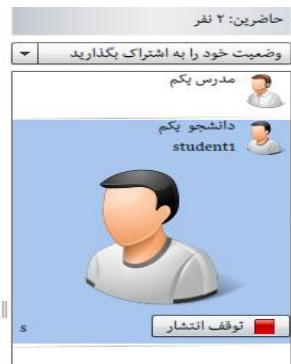 حاضرین: ۲ نفر
وضعیت خود را به اشتراک بگذارید
مدرس یکم
دانشجو یکم
student1
توقف انتشار
s